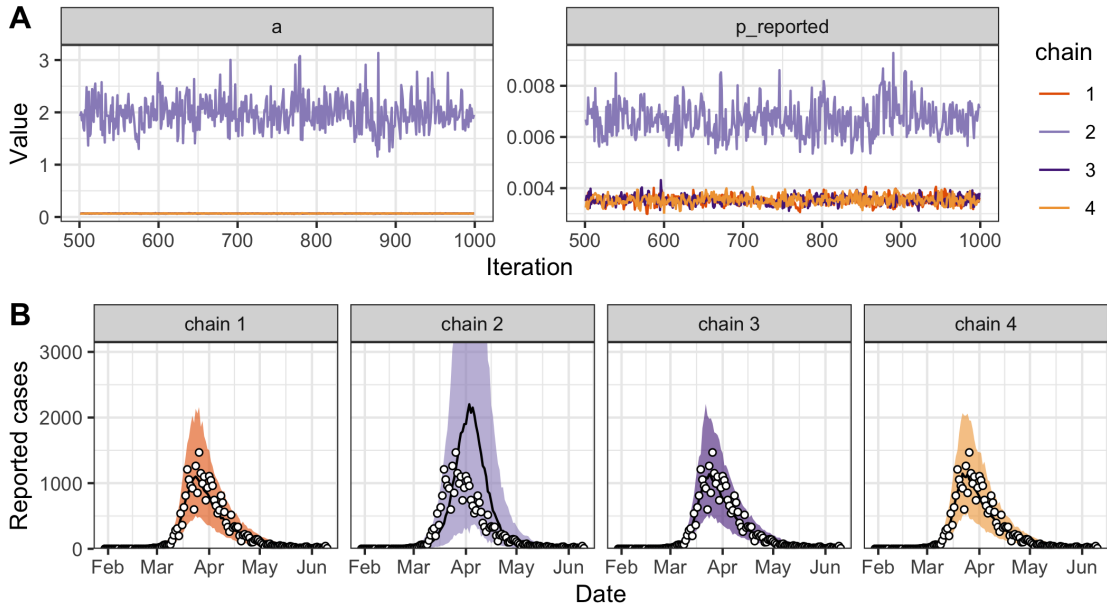 A
a
p_reported
Value
3
2
1
0
0.008
0.006
0.004
500 600 700 800 900 1000
500 600 700 800 900 1000
Iteration
chain
1
2
3
4
B
chain 1
chain 2
chain 3
chain 4
Reported cases
3000
2000
1000
0
Feb Mar Apr May Jun
Feb Mar Apr May Jun
Feb Mar Apr May Jun
Feb Mar Apr May Jun
Date